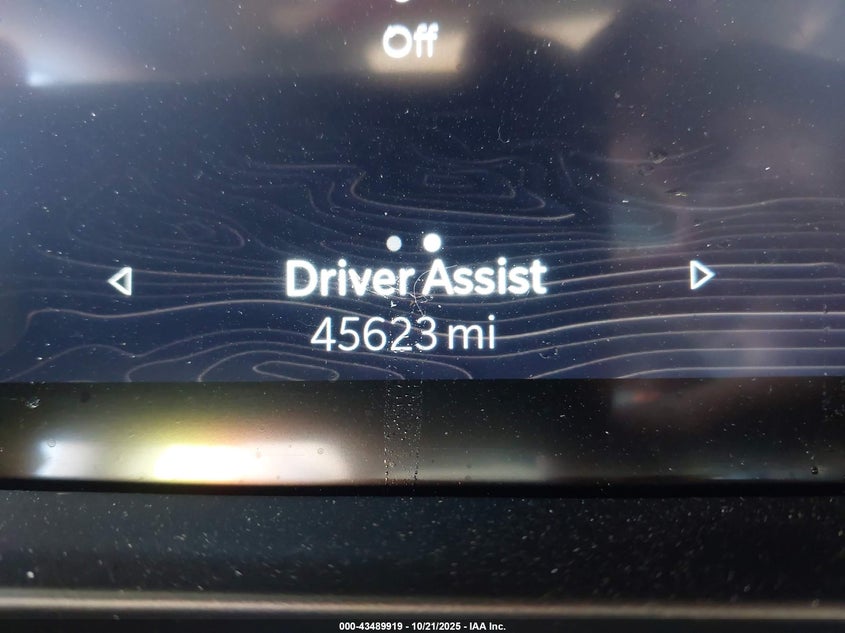 Off
Driver Assist
45623 mi
000-43489919 - 10/21/2025 - IAA Inc.